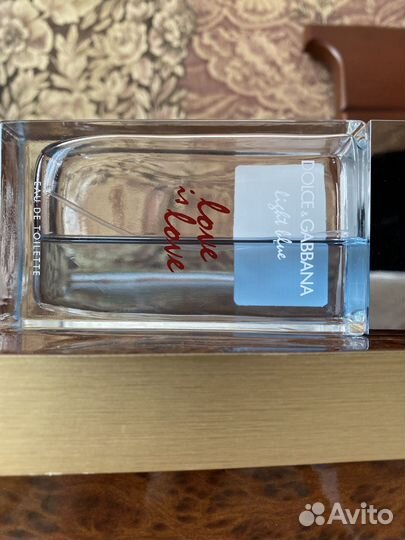 DOLCE & GABBANA
light blue
love
is love
EAU DE TOILETTE
Avito